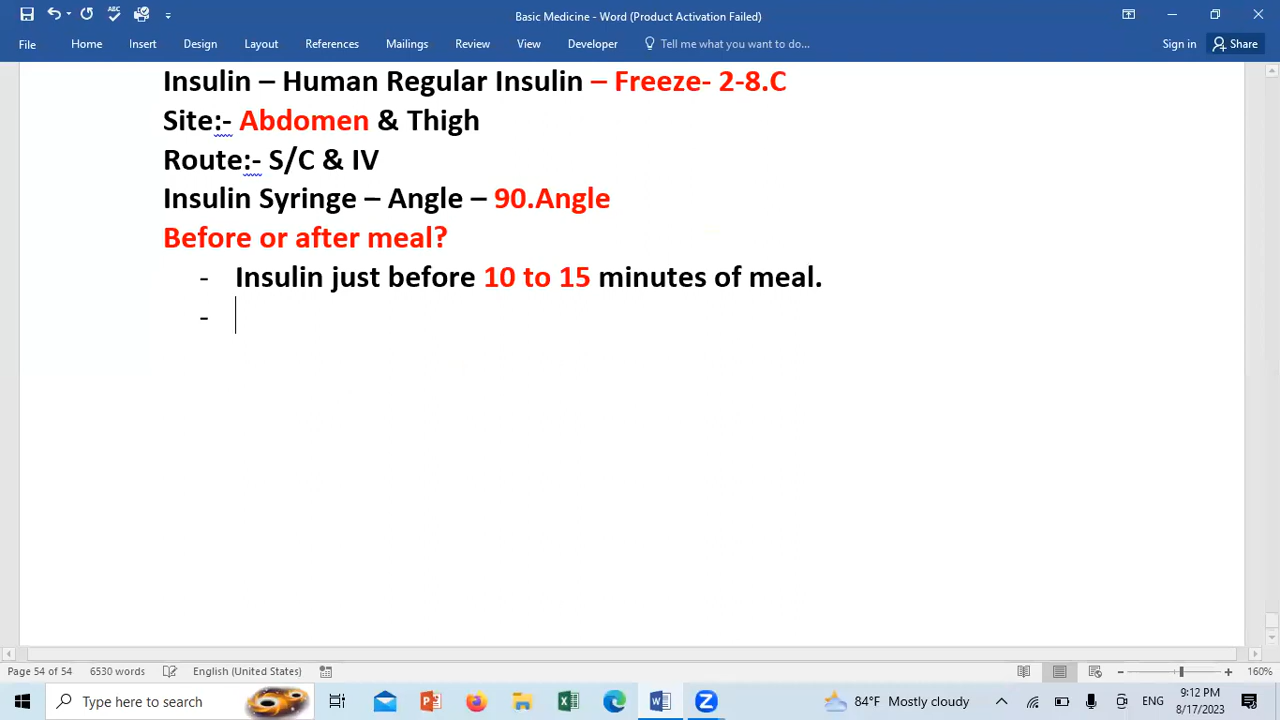 Basic Medicine - Word (Product Activation Failed)
File Home Insert Design Layout References Mailings Review View Developer Tell me what you want to do... Sign in Share
Insulin – Human Regular Insulin – Freeze- 2-8.C
Site:- Abdomen & Thigh
Route:- S/C & IV
Insulin Syringe – Angle – 90.Angle
Before or after meal?
- Insulin just before 10 to 15 minutes of meal.
-
Page 54 of 54 6530 words English (United States) 160%
Type here to search 84°F Mostly cloudy ENG 9:12 PM
8/17/2023